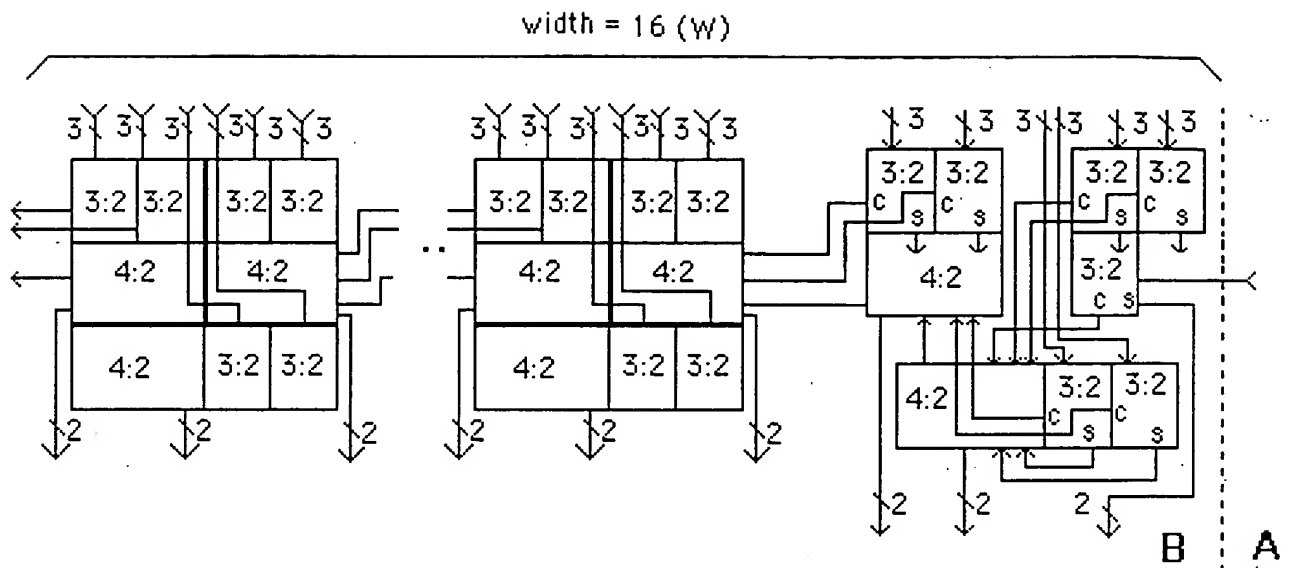 width = 16 (W)
3 3 3 3 3 3
3 3 3 3 3 3
3 3 3 3 3 3
3:2 3:2 3:2 3:2
3:2 3:2 3:2 3:2
3:2 3:2 3:2 3:2
C S C S C S C S
4:2 4:2
4:2 4:2
4:2
3:2
C S
4:2 3:2 3:2
4:2 3:2 3:2
4:2 3:2 3:2
C S C S
2 2 2
2 2 2
2 2 2
B A